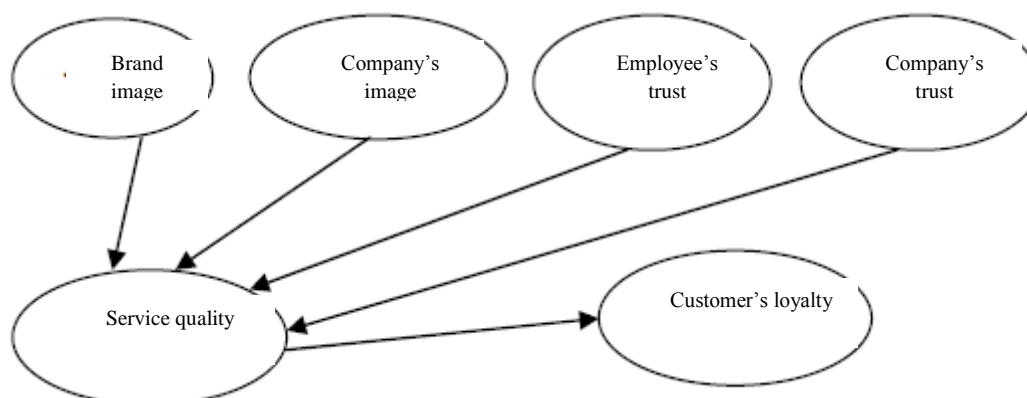 Brand
image
Company’s
image
Employee’s
trust
Company’s
trust
Service quality
Customer’s loyalty